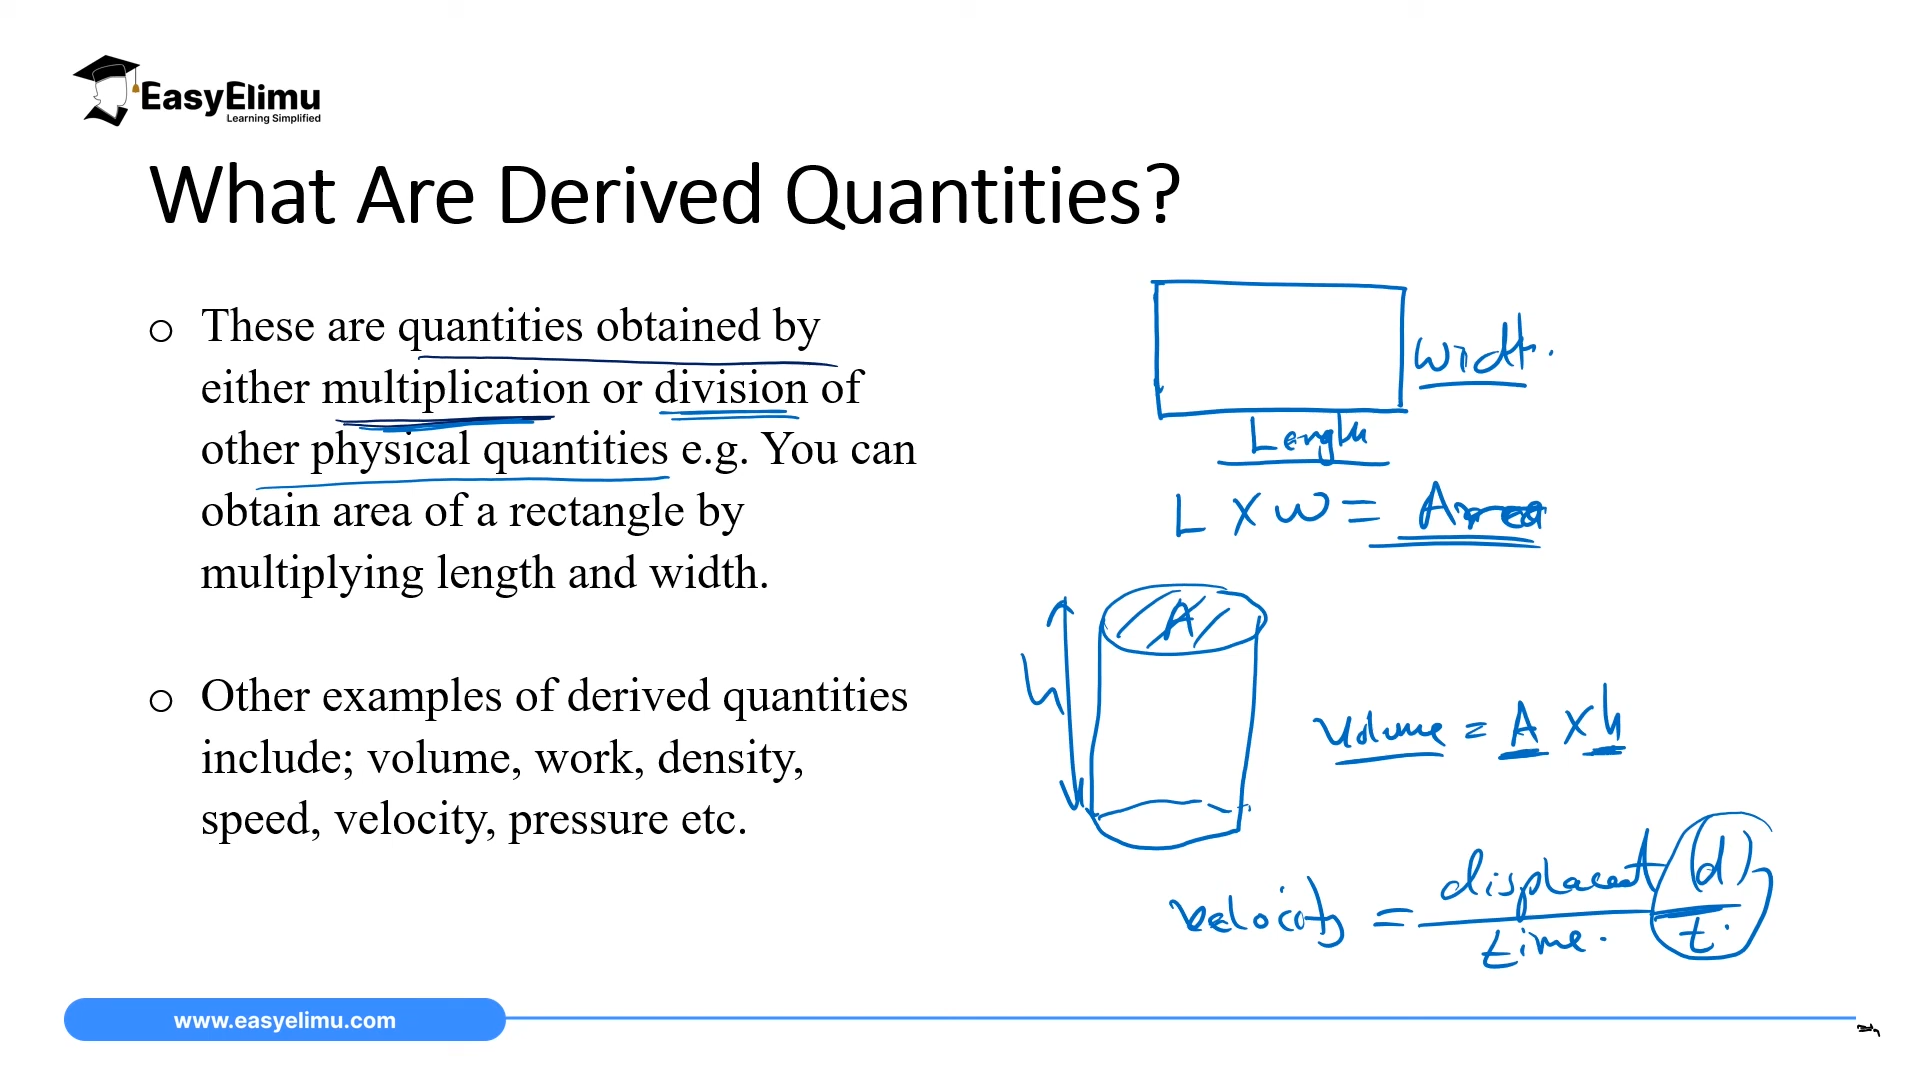 EasyElimu
Learning Simplified
What Are Derived Quantities?
o These are quantities obtained by
either multiplication or division of
other physical quantities e.g. You can
obtain area of a rectangle by
multiplying length and width.
o Other examples of derived quantities
include; volume, work, density,
speed, velocity, pressure etc.
Width.
Length
L x w = Area
A
h
Volume = A x h
velocity = displacemt (d)
time. t.
www.easyelimu.com